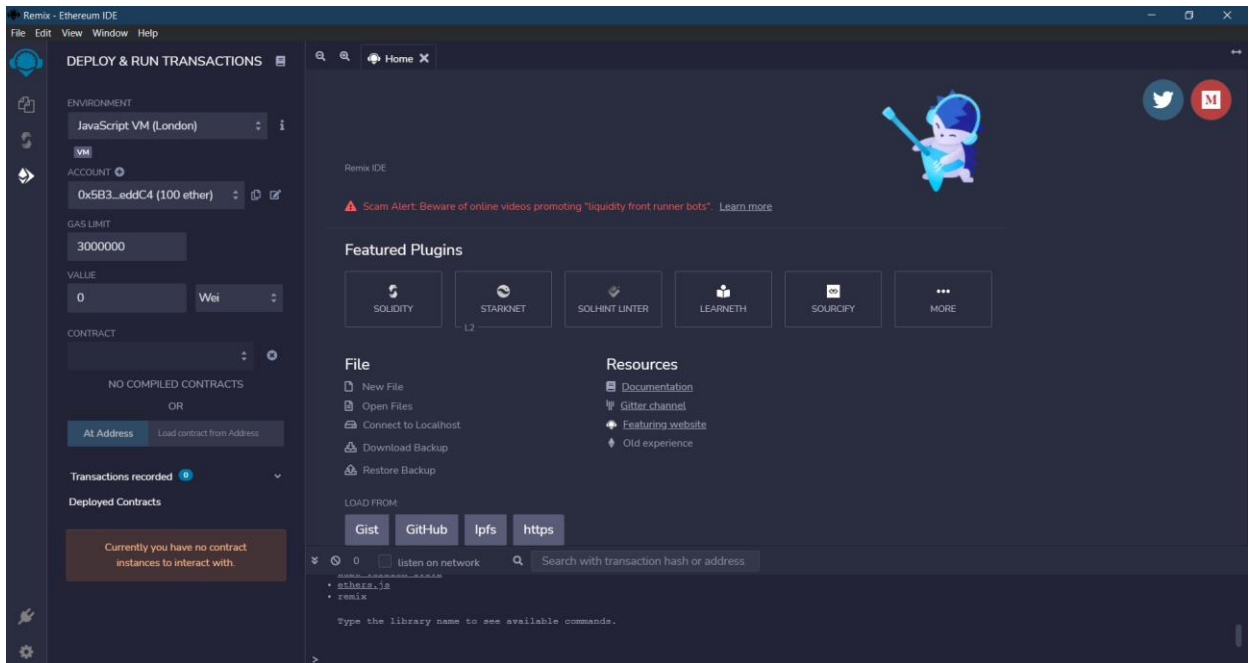 Remix - Ethereum IDE
File Edit View Window Help
DEPLOY & RUN TRANSACTIONS
ENVIRONMENT
JavaScript VM (London)
VM
ACCOUNT
0x5B3...eddC4 (100 ether)
GAS LIMIT
3000000
VALUE
0 Wei
CONTRACT
NO COMPILED CONTRACTS
OR
At Address Load contract from Address
Transactions recorded 0
Deployed Contracts
Currently you have no contract
instances to interact with.
Home
Remix IDE
Scam Alert: Beware of online videos promoting "liquidity front runner bots". Learn more
Featured Plugins
SOLIDITY STARKNET SOLHINT LINTER LEARNETH SOURCIFY MORE
L2
File
New File
Open Files
Connect to Localhost
Download Backup
Restore Backup
Resources
Documentation
Gitter channel
Featuring website
Old experience
LOAD FROM:
Gist GitHub Ipfs https
0 listen on network Search with transaction hash or address
• ethers.js
• remix
Type the library name to see available commands.
>
M